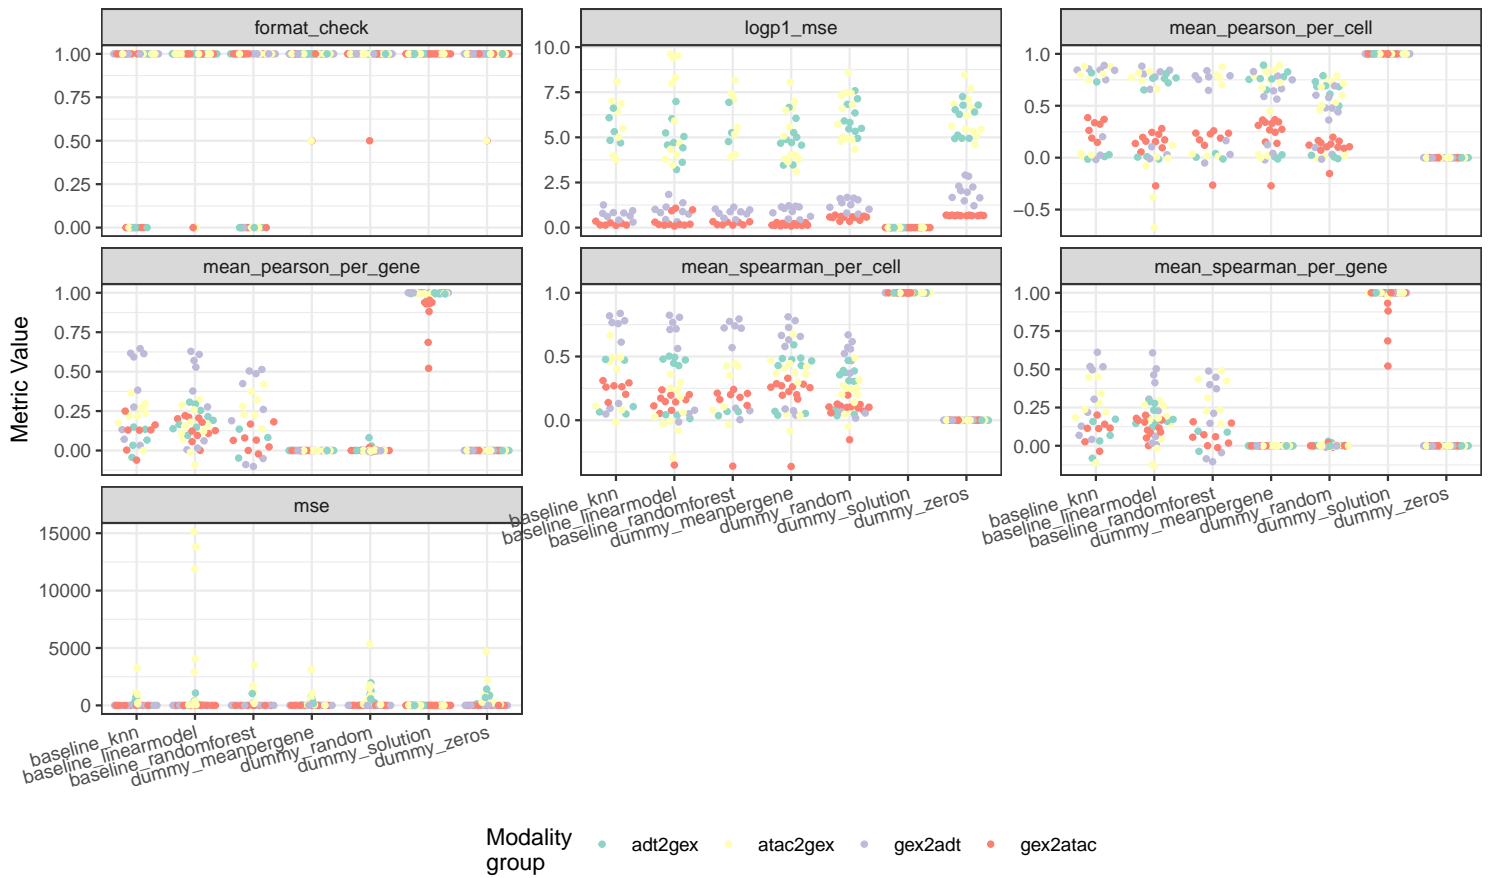 format_check
logp1_mse
mean_pearson_per_cell
1.00
0.75
0.50
0.25
0.00
10.0
7.5
5.0
2.5
0.0
1.0
0.5
0.0
−0.5
mean_pearson_per_gene
mean_spearman_per_cell
mean_spearman_per_gene
1.00
0.75
0.50
0.25
0.00
1.0
0.5
0.0
1.00
0.75
0.50
0.25
0.00
Metric Value
baseline_knn
baseline_linearmodel
baseline_randomforest
dummy_meanpergene
dummy_random
dummy_solution
dummy_zeros
baseline_knn
baseline_linearmodel
baseline_randomforest
dummy_meanpergene
dummy_random
dummy_solution
dummy_zeros
mse
15000
10000
5000
0
baseline_knn
baseline_linearmodel
baseline_randomforest
dummy_meanpergene
dummy_random
dummy_solution
dummy_zeros
Modality
group
adt2gex
atac2gex
gex2adt
gex2atac